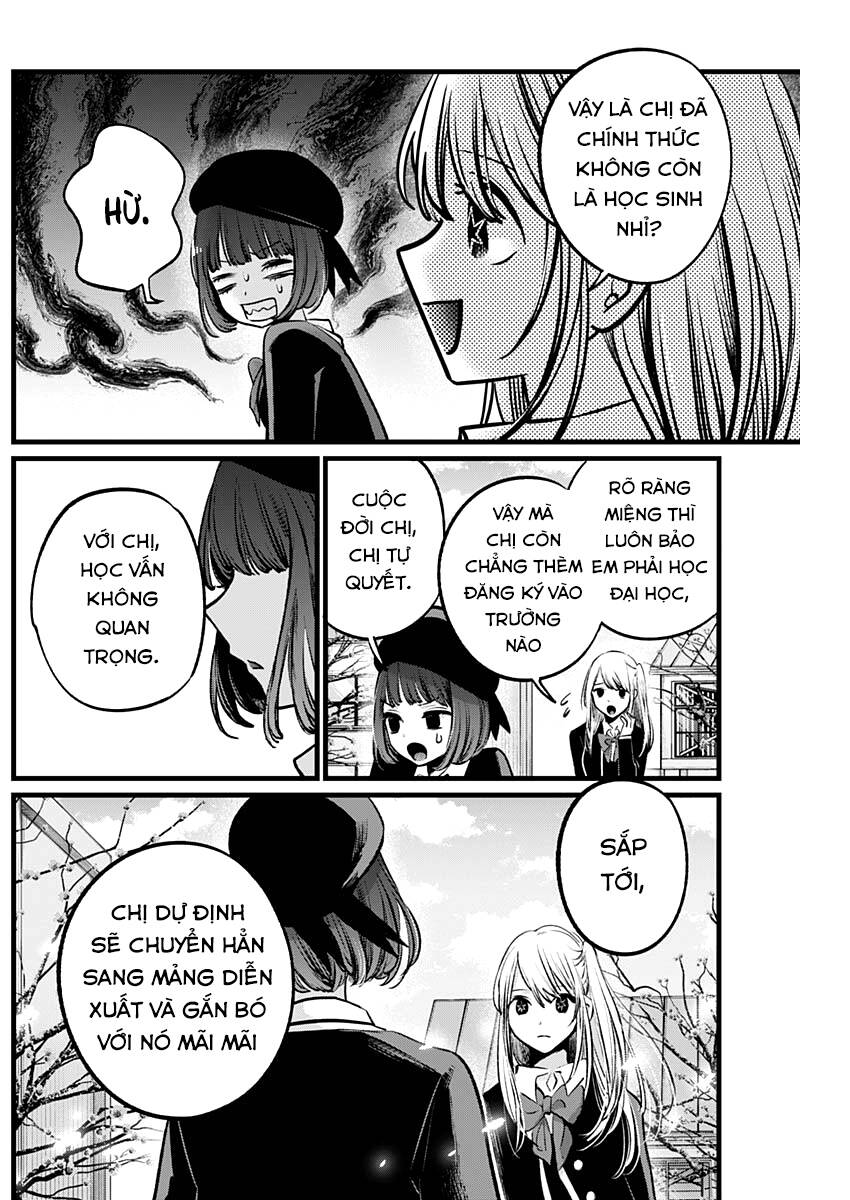 VẬY LÀ CHỊ ĐÃ
CHÍNH THỨC
KHÔNG CÒN
LÀ HỌC SINH
NHỈ?
HỪ.
RÕ RÀNG
MIỆNG THÌ
LUÔN BẢO
EM PHẢI HỌC
ĐẠI HỌC,
VẬY MÀ
CHỊ CÒN
CHẲNG THÈM
ĐĂNG KÝ VÀO
TRƯỜNG
NÀO
CUỘC
ĐỜI CHỊ,
CHỊ TỰ
QUYẾT.
VỚI CHỊ,
HỌC VẤN
KHÔNG
QUAN
TRỌNG.
SẮP
TỚI,
CHỊ DỰ ĐỊNH
SẼ CHUYỂN HẲN
SANG MẢNG DIỄN
XUẤT VÀ GẮN BÓ
VỚI NÓ MÃI MÃI